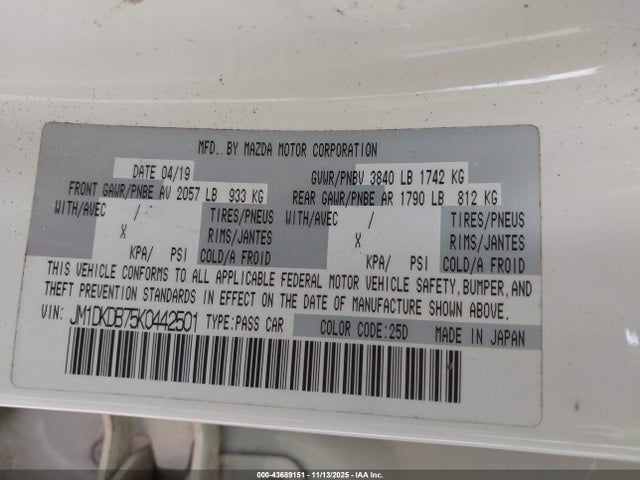 MFD.. BY MAZDA MOTOR CORPORATION
DATE 04/19 GVWR/PNBV 3840 LB 1742 KG
FRONT GAWR/PNBE AV 2057 LB 933 KG REAR GAWR/PNBE AR 1790 LB 812 KG
WITH/AVEC / TIRES/PNEUS WITH/AVEC / TIRES/PNEUS
X RIMS/JANTES X RIMS/JANTES
KPA/ PSI COLD/A FROID KPA/ PSI COLD/A FROID
THIS VEHICLE CONFORMS TO ALL APPLICABLE FEDERAL MOTOR VEHICLE SAFETY, BUMPER, AND
THEFT PREVENTION STANDARDS IN EFFECT ON THE DATE OF MANUFACTURE SHOWN ABOVE.
VIN: JM1DKDB75K0442501 TYPE:PASS CAR COLOR CODE:25D MADE IN JAPAN
000-43689151 - 11/13/2025 - IAA Inc.